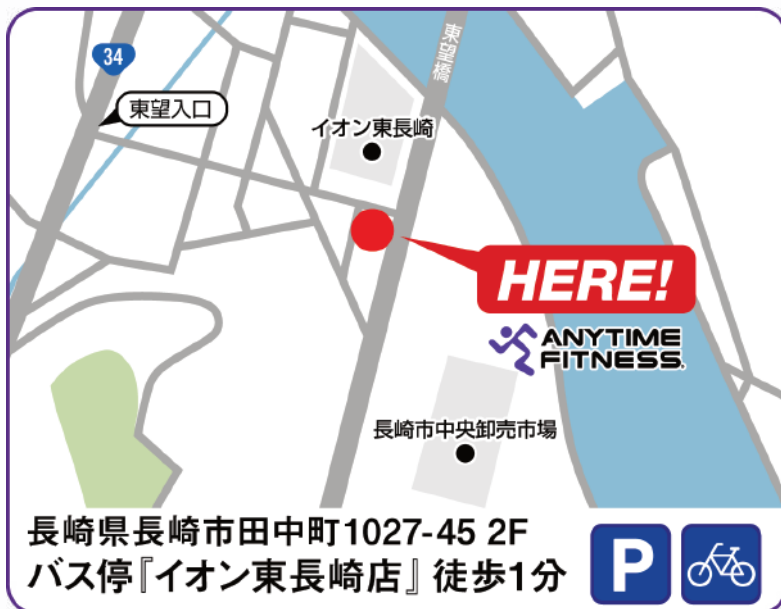 34
東望橋
東望入口
イオン東長崎
HERE!
ANYTIME
FITNESS.
長崎市中央卸売市場
長崎県長崎市田中町1027-45 2F
バス停『イオン東長崎店』徒歩1分
P